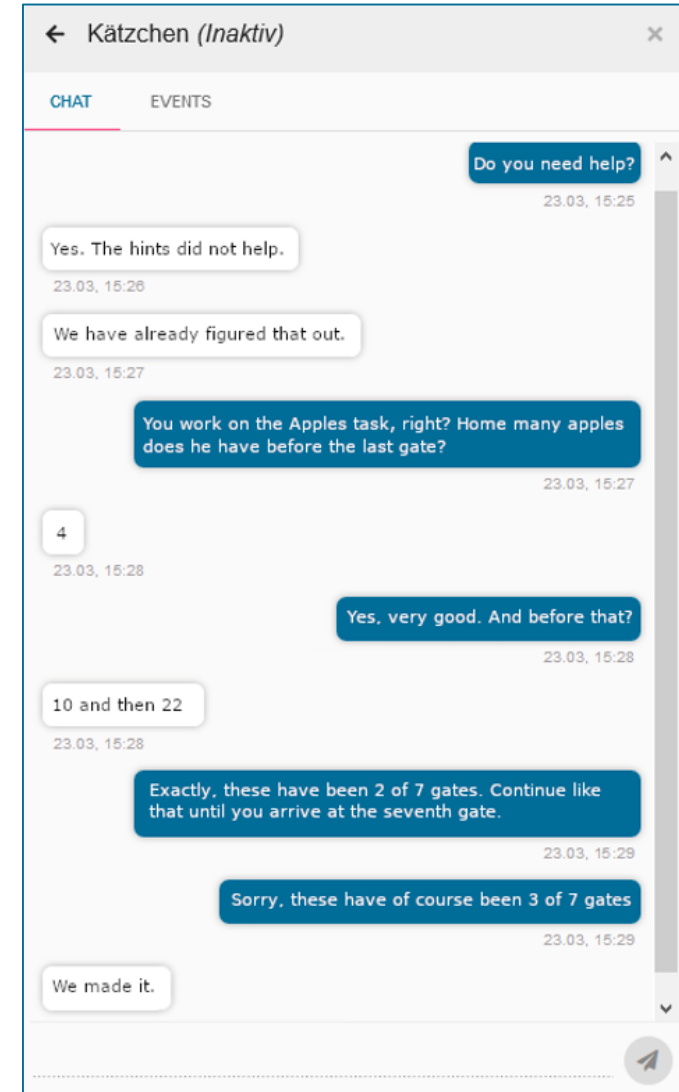 Kätzchen (Inaktiv)
CHAT EVENTS
Do you need help?
23.03, 15:25
Yes. The hints did not help.
23.03, 15:26
We have already figured that out.
23.03, 15:27
You work on the Apples task, right? Home many apples
does he have before the last gate?
23.03, 15:27
4
23.03, 15:28
Yes, very good. And before that?
23.03, 15:28
10 and then 22
23.03, 15:28
Exactly, these have been 2 of 7 gates. Continue like
that until you arrive at the seventh gate.
23.03, 15:29
Sorry, these have of course been 3 of 7 gates
23.03, 15:29
We made it.